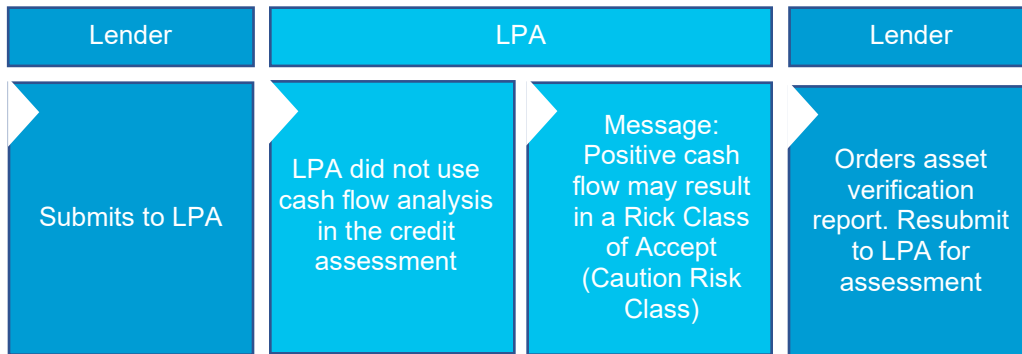 Lender
LPA
Lender
Submits to LPA
LPA did not use
cash flow analysis
in the credit
assessment
Message:
Positive cash
flow may result
in a Rick Class
of Accept
(Caution Risk
Class)
Orders asset
verification
report. Resubmit
to LPA for
assessment